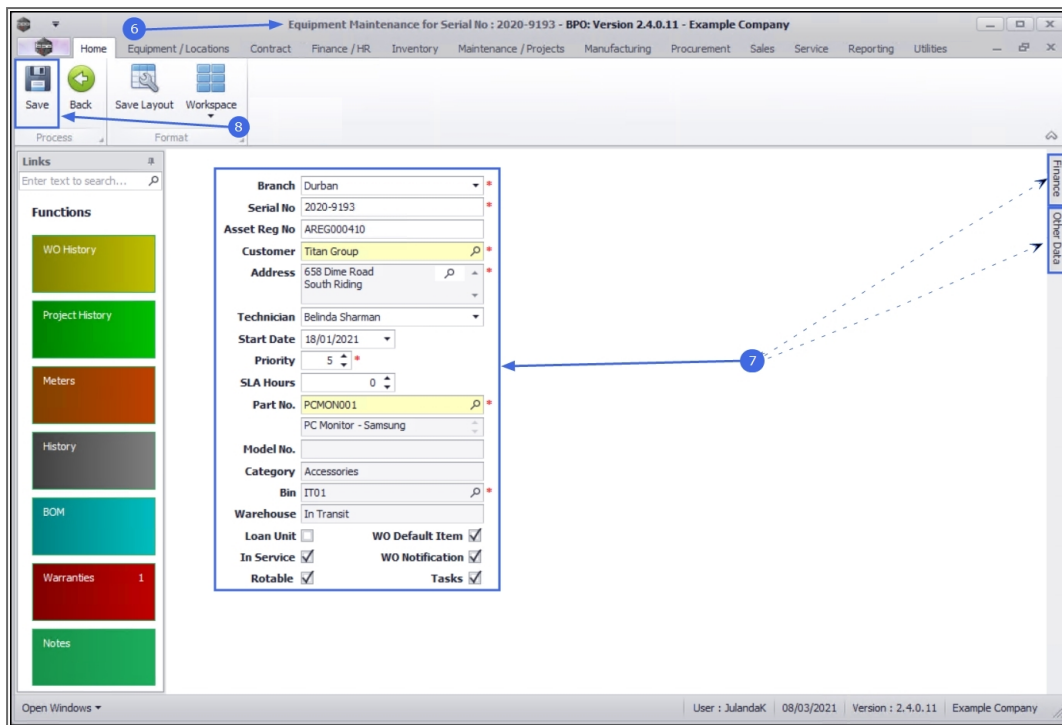 6
Equipment Maintenance for Serial No : 2020-9193 - BPO: Version 2.4.0.11 - Example Company
Home Equipment / Locations Contract Finance / HR Inventory Maintenance / Projects Manufacturing Procurement Sales Service Reporting Utilities
Save Back Save Layout Workspace
8
Process Format
Links
Enter text to search...
Functions
WO History
Project History
Meters
History
BOM
Warranties 1
Notes
Branch Durban *
Serial No 2020-9193 *
Asset Reg No AREG000410
Customer Titan Group *
Address 658 Dime Road *
South Riding
Technician Belinda Sharman
Start Date 18/01/2021
Priority 5 *
SLA Hours 0
Part No. PCMON001 *
PC Monitor - Samsung
Model No.
Category Accessories
Bin IT01 *
Warehouse In Transit
Loan Unit WO Default Item
In Service WO Notification
Rotable Tasks
7
Finance
Other Data
Open Windows User : JulandaK 08/03/2021 Version : 2.4.0.11 Example Company